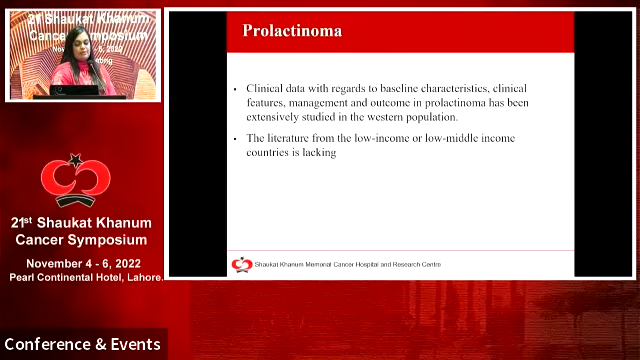 21st Shaukat Khanum
Cancer Symposium
Prolactinoma
• Clinical data with regards to baseline characteristics, clinical
features, management and outcome in prolactinoma has been
extensively studied in the western population.
• The literature from the low-income or low-middle income
countries is lacking
21st Shaukat Khanum
Cancer Symposium
November 4 - 6, 2022
Pearl Continental Hotel, Lahore.
Shaukat Khanum Memorial Cancer Hospital and Research Centre
Conference & Events